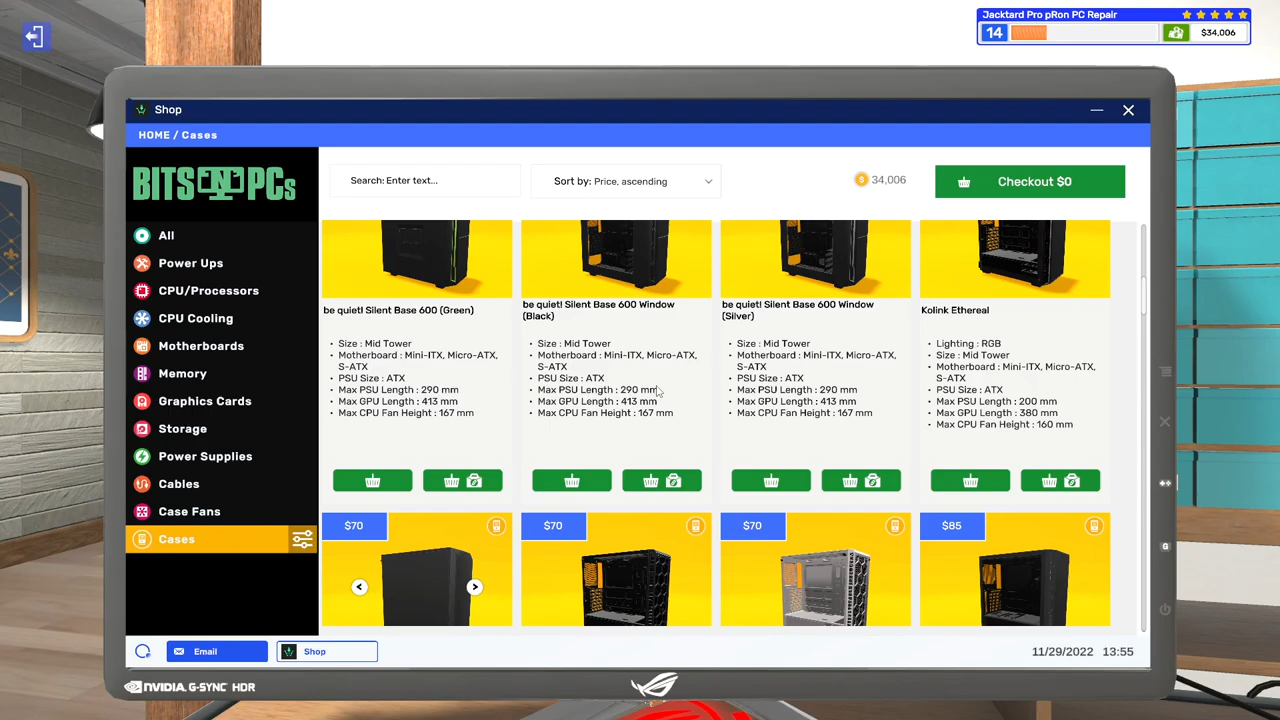 Jacktard Pro pRon PC Repair
14
$34,006
Shop
HOME / Cases
BITS N PCs
Search: Enter text...
Sort by: Price, ascending
34,006
Checkout $0
All
Power Ups
CPU/Processors
CPU Cooling
Motherboards
Memory
Graphics Cards
Storage
Power Supplies
Cables
Case Fans
Cases
be quiet! Silent Base 600 (Green)
• Size : Mid Tower
• Motherboard : Mini-ITX, Micro-ATX,
S-ATX
• PSU Size : ATX
• Max PSU Length : 290 mm
• Max GPU Length : 413 mm
• Max CPU Fan Height : 167 mm
be quiet! Silent Base 600 Window
(Black)
• Size : Mid Tower
• Motherboard : Mini-ITX, Micro-ATX,
S-ATX
• PSU Size : ATX
• Max PSU Length : 290 mm
• Max GPU Length : 413 mm
• Max CPU Fan Height : 167 mm
be quiet! Silent Base 600 Window
(Silver)
• Size : Mid Tower
• Motherboard : Mini-ITX, Micro-ATX,
S-ATX
• PSU Size : ATX
• Max PSU Length : 290 mm
• Max GPU Length : 413 mm
• Max CPU Fan Height : 167 mm
Kolink Ethereal
• Lighting : RGB
• Size : Mid Tower
• Motherboard : Mini-ITX, Micro-ATX,
S-ATX
• PSU Size : ATX
• Max PSU Length : 200 mm
• Max GPU Length : 380 mm
• Max CPU Fan Height : 160 mm
$70
$70
$70
$85
Email
Shop
11/29/2022 13:55
NVIDIA G-SYNC HDR
G